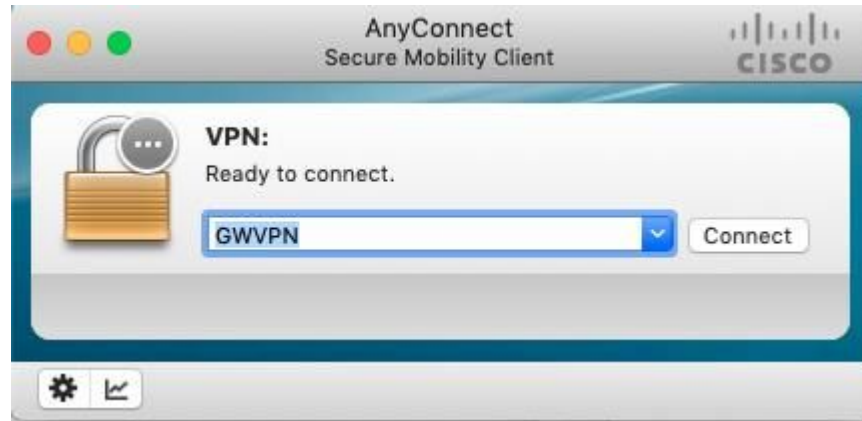 AnyConnect
Secure Mobility Client
CISCO
VPN:
Ready to connect.
GWVPN
Connect